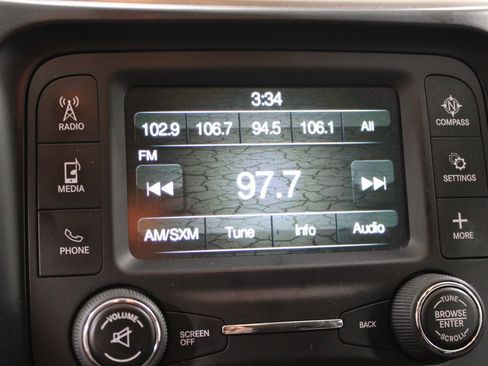 3:34
102.9 106.7 94.5 106.1 All
FM
97.7
AM/SXM Tune Info Audio
RADIO
MEDIA
PHONE
COMPASS
SETTINGS
MORE
VOLUME
SCREEN
OFF
BACK
TUNE
BROWSE
ENTER
SCROLL